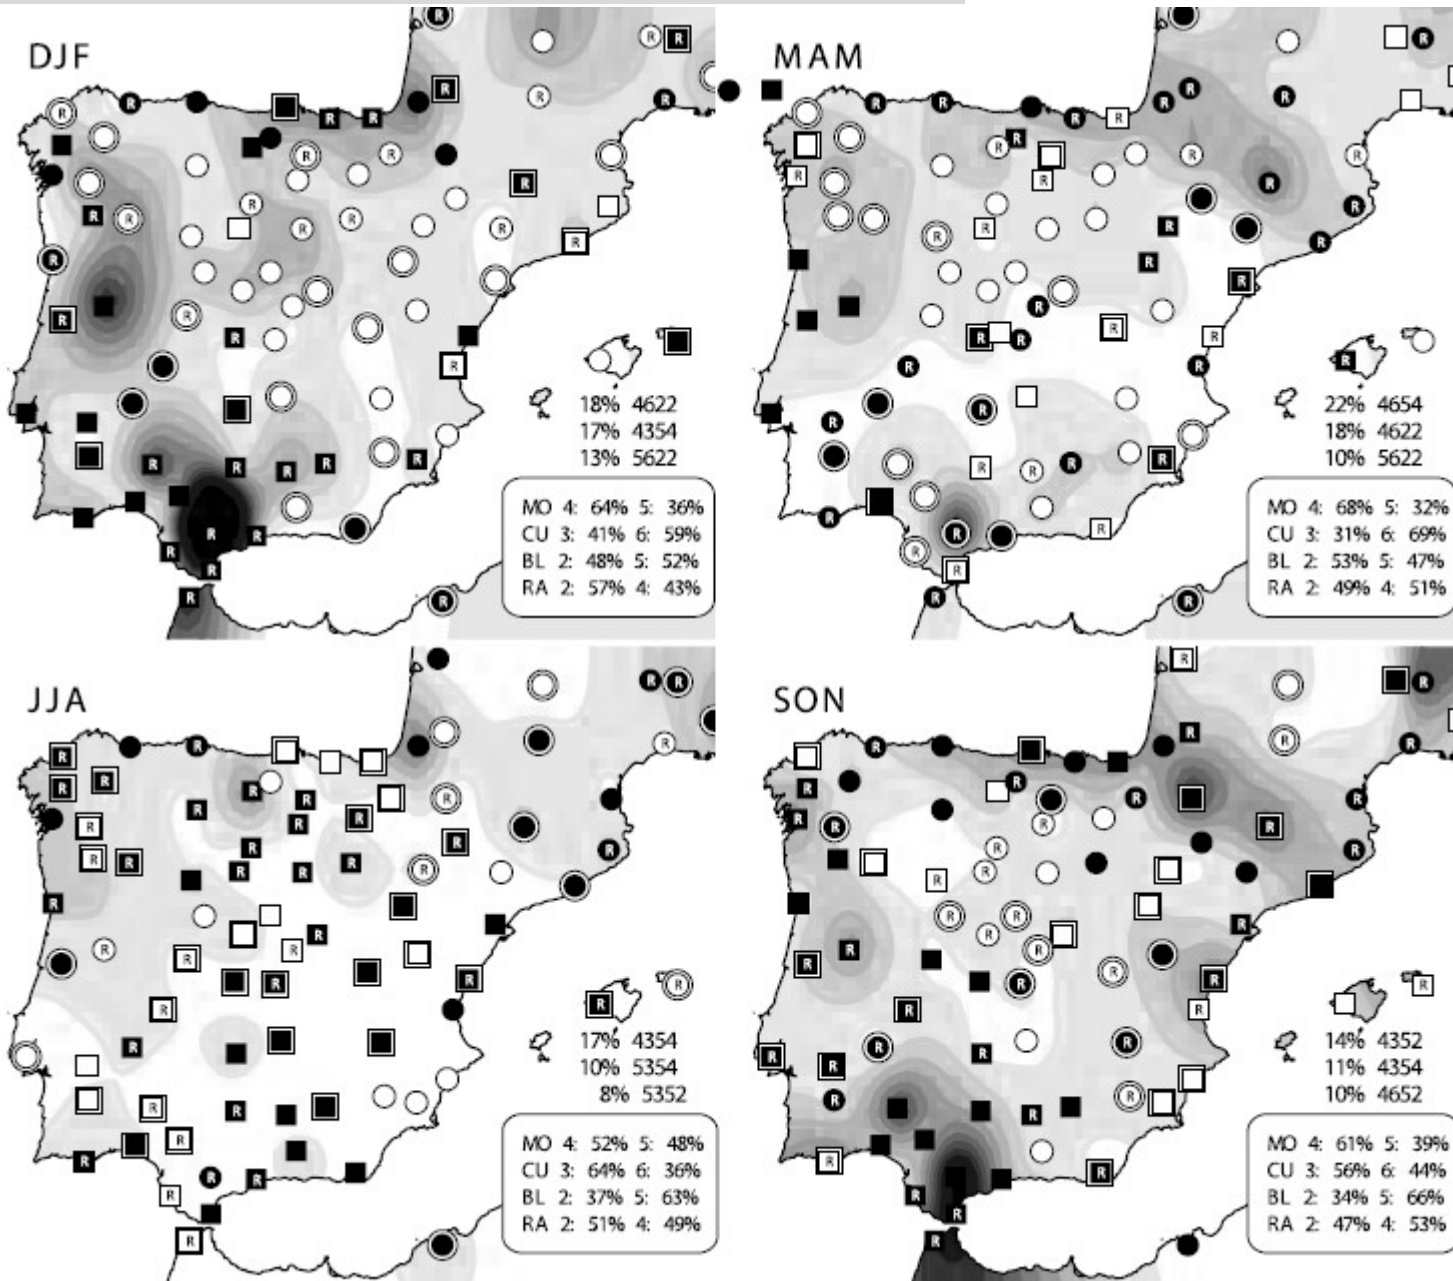 DJF
18% 4622
17% 4354
13% 5622
MO 4: 64% 5: 36%
CU 3: 41% 6: 59%
BL 2: 48% 5: 52%
RA 2: 57% 4: 43%
MAM
22% 4654
18% 4622
10% 5622
MO 4: 68% 5: 32%
CU 3: 31% 6: 69%
BL 2: 53% 5: 47%
RA 2: 49% 4: 51%
JJA
17% 4354
10% 5354
8% 5352
MO 4: 52% 5: 48%
CU 3: 64% 6: 36%
BL 2: 37% 5: 63%
RA 2: 51% 4: 49%
SON
14% 4352
11% 4354
10% 4652
MO 4: 61% 5: 39%
CU 3: 56% 6: 44%
BL 2: 34% 5: 66%
RA 2: 47% 4: 53%